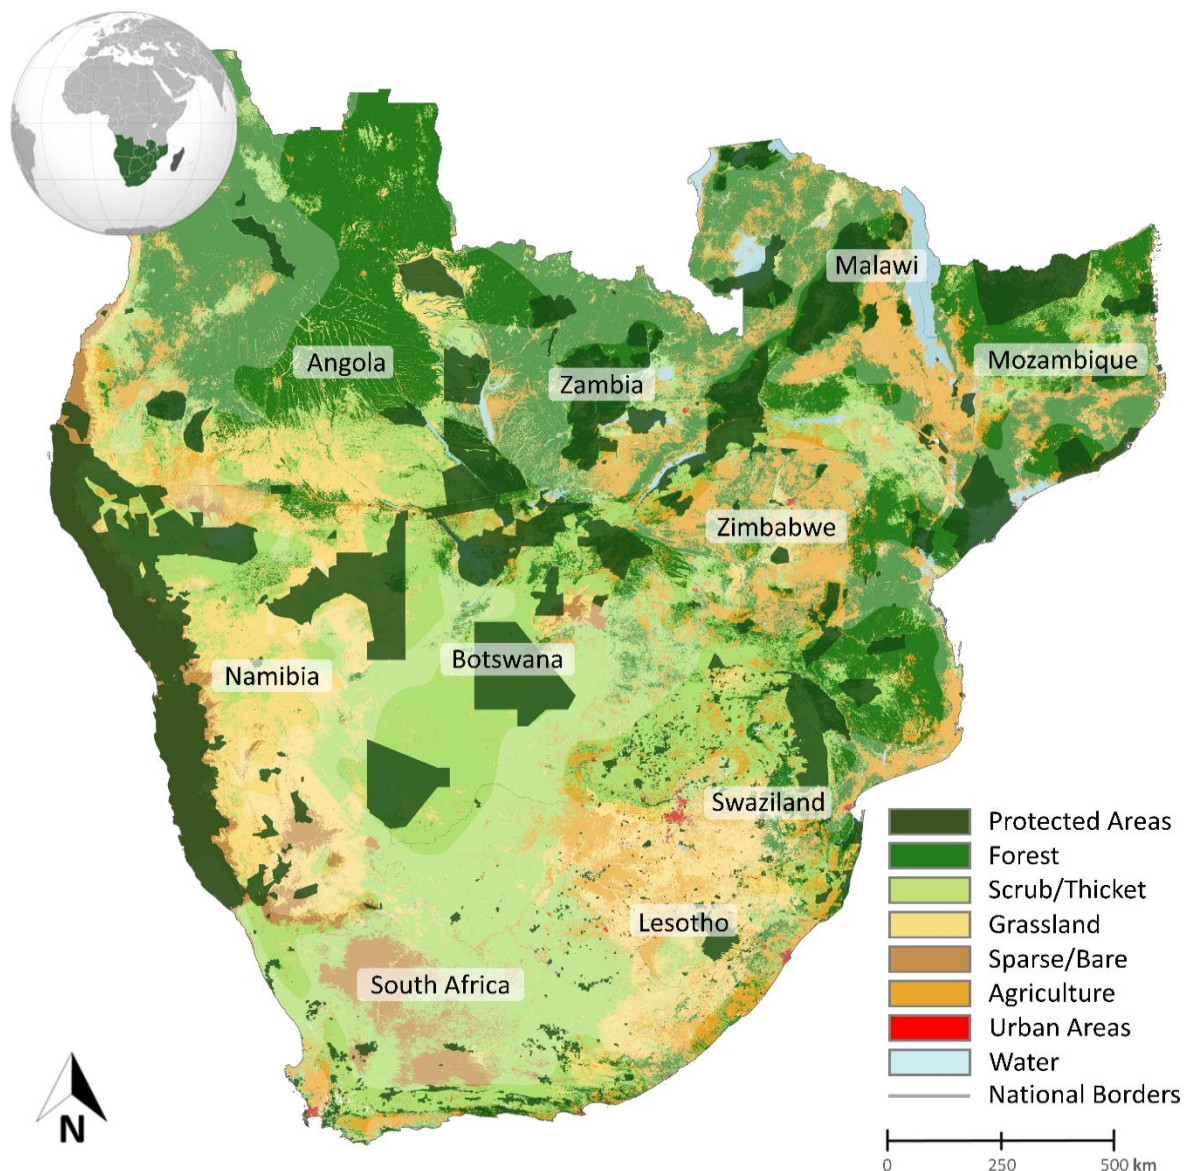 Malawi
Mozambique
Angola
Zambia
Zimbabwe
Botswana
Namibia
Swaziland
Lesotho
South Africa
Protected Areas
Forest
Scrub/Thicket
Grassland
Sparse/Bare
Agriculture
Urban Areas
Water
National Borders
N
0 250 500 km